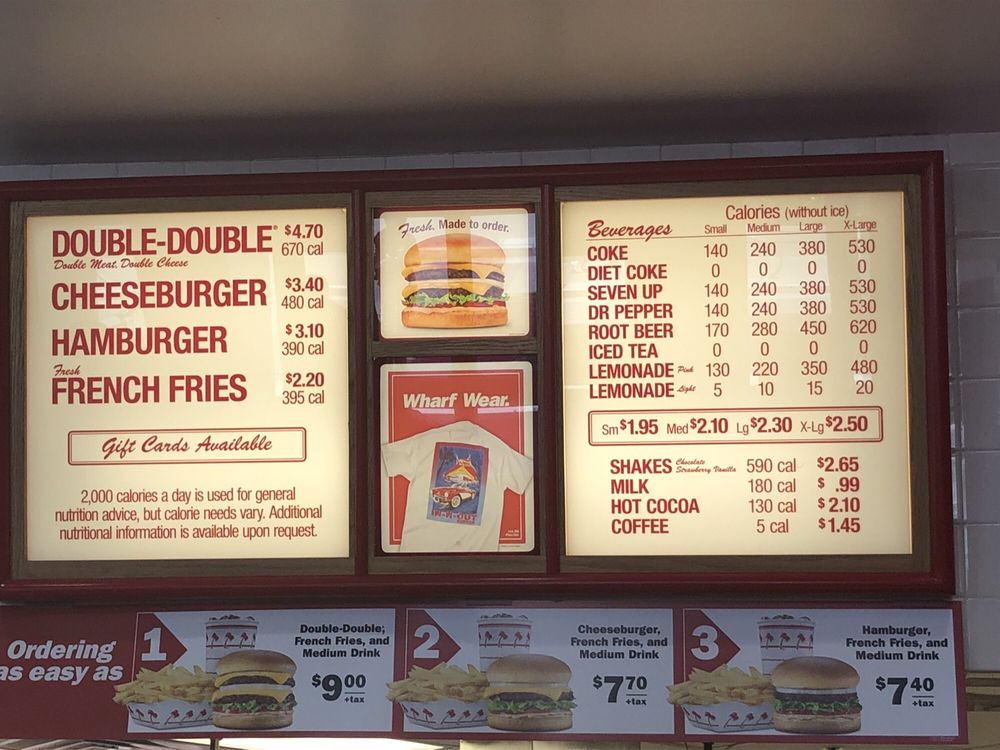 DOUBLE-DOUBLE® $4.70
Double Meat, Double Cheese 670 cal
CHEESEBURGER $3.40
480 cal
HAMBURGER $3.10
390 cal
Fresh
FRENCH FRIES $2.20
395 cal
Gift Cards Available
2,000 calories a day is used for general
nutrition advice, but calorie needs vary. Additional
nutritional information is available upon request.
Fresh. Made to order.
Wharf Wear.
IN-N-OUT
Calories (without ice)
Beverages Small Medium Large X-Large
COKE 140 240 380 530
DIET COKE 0 0 0 0
SEVEN UP 140 240 380 530
DR PEPPER 140 240 380 530
ROOT BEER 170 280 450 620
ICED TEA 0 0 0 0
LEMONADE Pink 130 220 350 480
LEMONADE Light 5 10 15 20
Sm $1.95 Med $2.10 Lg $2.30 X-Lg $2.50
SHAKES Chocolate Strawberry Vanilla 590 cal $2.65
MILK 180 cal $ .99
HOT COCOA 130 cal $2.10
COFFEE 5 cal $1.45
Ordering
as easy as
1
Double-Double,
French Fries, and
Medium Drink
$9.00
+tax
2
Cheeseburger,
French Fries, and
Medium Drink
$7.70
+tax
3
Hamburger,
French Fries, and
Medium Drink
$7.40
+tax